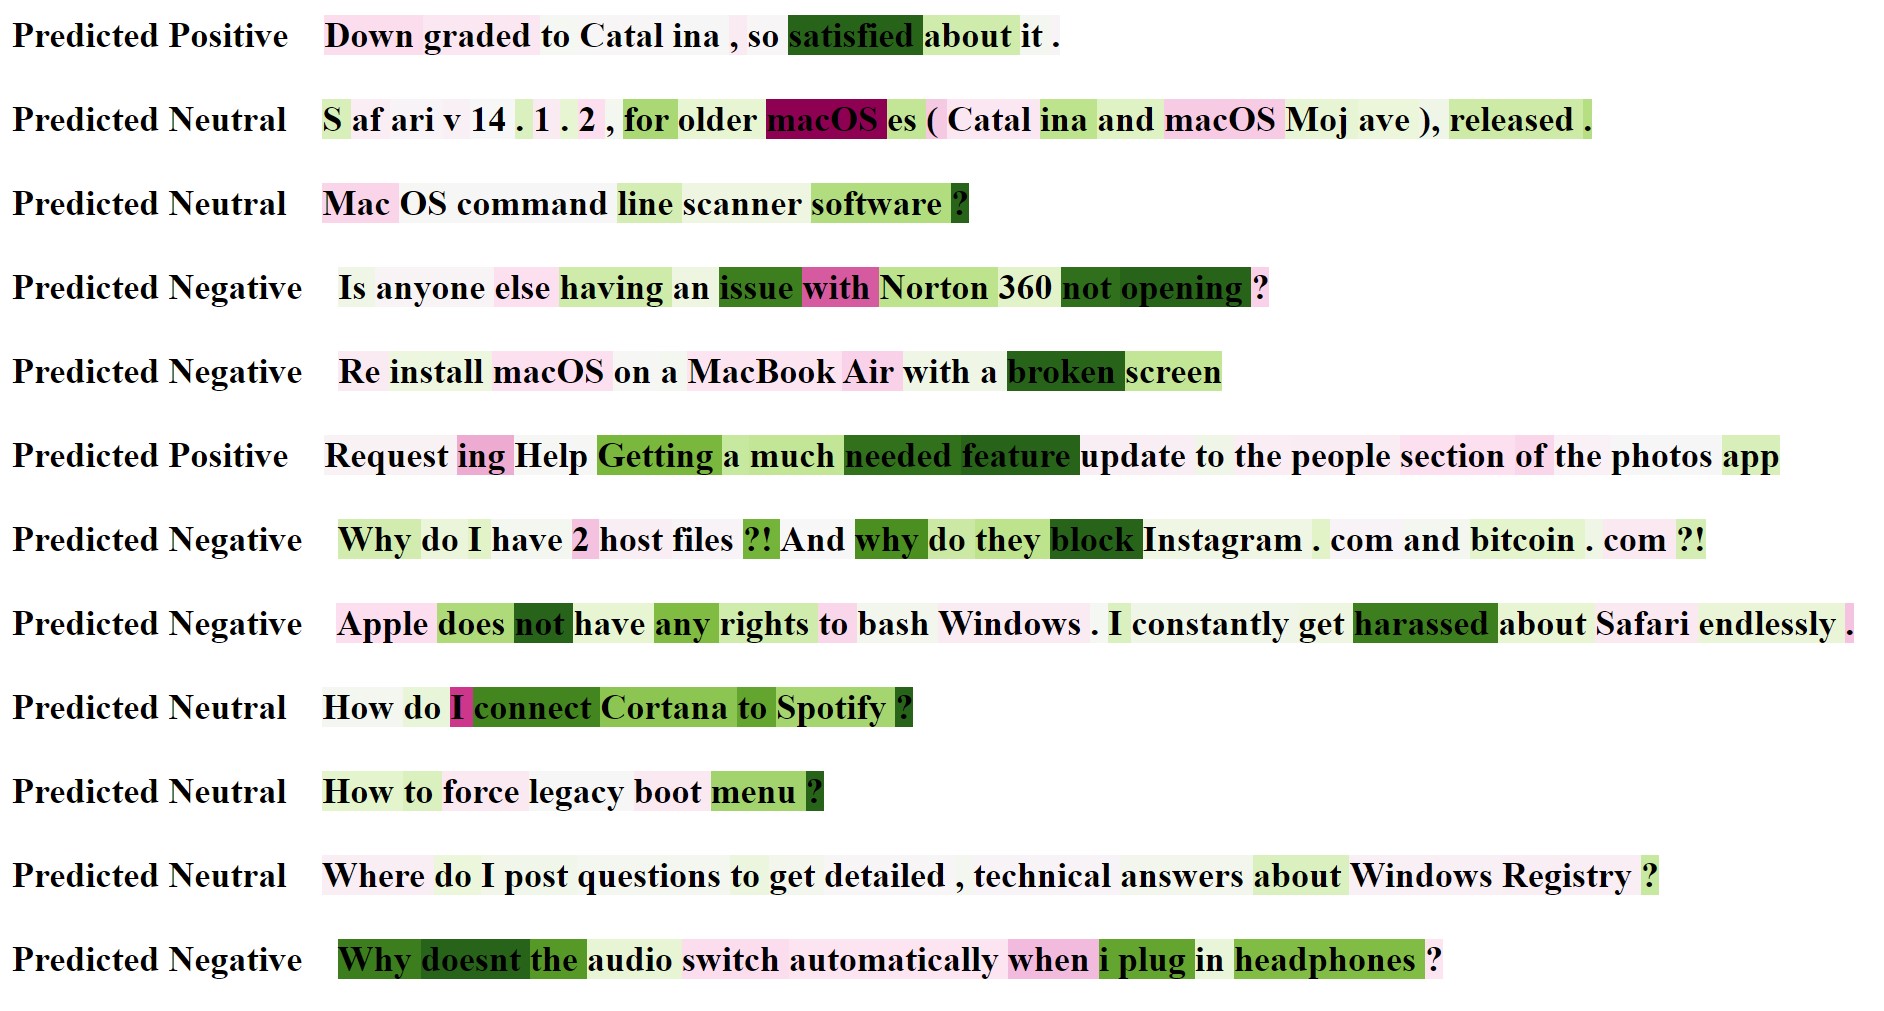 Predicted Positive Down graded to Catal ina , so satisfied about it .
Predicted Neutral S af ari v 14 . 1 . 2 , for older macOS es ( Catal ina and macOS Moj ave ), released .
Predicted Neutral Mac OS command line scanner software ?
Predicted Negative Is anyone else having an issue with Norton 360 not opening ?
Predicted Negative Re install macOS on a MacBook Air with a broken screen
Predicted Positive Request ing Help Getting a much needed feature update to the people section of the photos app
Predicted Negative Why do I have 2 host files ?! And why do they block Instagram . com and bitcoin . com ?!
Predicted Negative Apple does not have any rights to bash Windows . I constantly get harassed about Safari endlessly .
Predicted Neutral How do I connect Cortana to Spotify ?
Predicted Neutral How to force legacy boot menu ?
Predicted Neutral Where do I post questions to get detailed , technical answers about Windows Registry ?
Predicted Negative Why doesnt the audio switch automatically when i plug in headphones ?